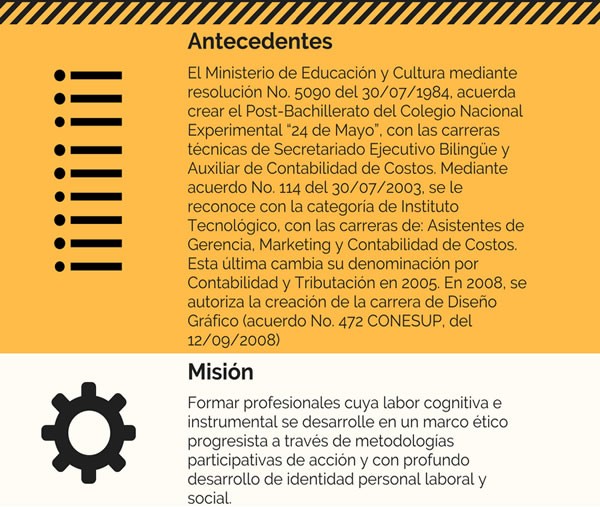 Antecedentes
El Ministerio de Educación y Cultura mediante
resolución No. 5090 del 30/07/1984, acuerda
crear el Post-Bachillerato del Colegio Nacional
Experimental “24 de Mayo”, con las carreras
técnicas de Secretariado Ejecutivo Bilingüe y
Auxiliar de Contabilidad de Costos. Mediante
acuerdo No. 114 del 30/07/2003, se le
reconoce con la categoría de Instituto
Tecnológico, con las carreras de: Asistentes de
Gerencia, Marketing y Contabilidad de Costos.
Esta última cambia su denominación por
Contabilidad y Tributación en 2005. En 2008, se
autoriza la creación de la carrera de Diseño
Gráfico (acuerdo No. 472 CONESUP, del
12/09/2008)
Misión
Formar profesionales cuya labor cognitiva e
instrumental se desarrolle en un marco ético
progresista a través de metodologías
participativas de acción y con profundo
desarrollo de identidad personal laboral y
social.